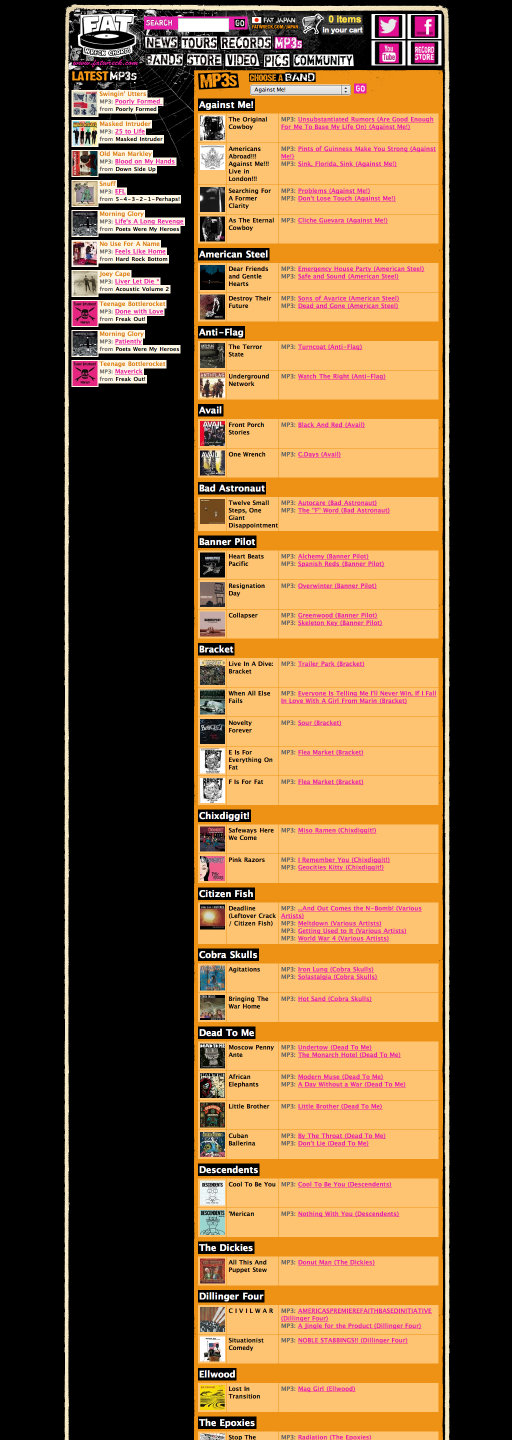 FAT
WRECK CHORDS
www.fatwreck.com
SEARCH
GO
FAT JAPAN:
FATWRECK.COM/JAPAN
0 items
in your cart
NEWS TOURS RECORDS MP3s
BANDS STORE VIDEO PICS COMMUNITY
You Tube
RECORD STORE
LATEST MP3s
Swingin' Utters
MP3: Poorly Formed
from Poorly Formed
Masked Intruder
MP3: 25 to Life
from Masked Intruder
Old Man Markley
MP3: Blood on My Hands
from Down Side Up
Snuff
MP3: EFL
from 5-4-3-2-1-Perhaps!
Morning Glory
MP3: Life's A Long Revenge
from Poets Were My Heroes
No Use For A Name
MP3: Feels Like Home
from Hard Rock Bottom
Joey Cape
MP3: Liver Let Die *
from Acoustic Volume 2
Teenage Bottlerocket
MP3: Done with Love
from Freak Out!
Morning Glory
MP3: Patiently
from Poets Were My Heroes
Teenage Bottlerocket
MP3: Maverick
from Freak Out!
MP3s
CHOOSE A BAND
Against Me!
GO
Against Me!
The Original
Cowboy
MP3: Unsubstantiated Rumors (Are Good Enough
For Me To Base My Life On) (Against Me!)
Americans
Abroad!!!
Against Me!!!
Live in
London!!!
MP3: Pints of Guinness Make You Strong (Against
Me!)
MP3: Sink, Florida, Sink (Against Me!)
Searching For
A Former
Clarity
MP3: Problems (Against Me!)
MP3: Don't Lose Touch (Against Me!)
As The Eternal
Cowboy
MP3: Cliche Guevara (Against Me!)
American Steel
Dear Friends
and Gentle
Hearts
MP3: Emergency House Party (American Steel)
MP3: Safe and Sound (American Steel)
Destroy Their
Future
MP3: Sons of Avarice (American Steel)
MP3: Dead and Gone (American Steel)
Anti-Flag
The Terror
State
MP3: Turncoat (Anti-Flag)
Underground
Network
MP3: Watch The Right (Anti-Flag)
Avail
Front Porch
Stories
MP3: Black And Red (Avail)
One Wrench
MP3: C.Days (Avail)
Bad Astronaut
Twelve Small
Steps, One
Giant
Disappointment
MP3: Autocare (Bad Astronaut)
MP3: The "F" Word (Bad Astronaut)
Banner Pilot
Heart Beats
Pacific
MP3: Alchemy (Banner Pilot)
MP3: Spanish Reds (Banner Pilot)
Resignation
Day
MP3: Overwinter (Banner Pilot)
Collapser
MP3: Greenwood (Banner Pilot)
MP3: Skeleton Key (Banner Pilot)
Bracket
Live In A Dive:
Bracket
MP3: Trailer Park (Bracket)
When All Else
Fails
MP3: Everyone Is Telling Me I'll Never Win, If I Fall
In Love With A Girl From Marin (Bracket)
Novelty
Forever
MP3: Sour (Bracket)
E Is For
Everything On
Fat
MP3: Flea Market (Bracket)
F Is For Fat
MP3: Flea Market (Bracket)
Chixdiggit!
Safeways Here
We Come
MP3: Miso Ramen (Chixdiggit!)
Pink Razors
MP3: I Remember You (Chixdiggit!)
MP3: Geocities Kitty (Chixdiggit!)
Citizen Fish
Deadline
(Leftover Crack
/ Citizen Fish)
MP3: ...And Out Comes the N-Bomb! (Various
Artists)
MP3: Meltdown (Various Artists)
MP3: Getting Used to It (Various Artists)
MP3: World War 4 (Various Artists)
Cobra Skulls
Agitations
MP3: Iron Lung (Cobra Skulls)
MP3: Solastalgia (Cobra Skulls)
Bringing The
War Home
MP3: Hot Sand (Cobra Skulls)
Dead To Me
Moscow Penny
Ante
MP3: Undertow (Dead To Me)
MP3: The Monarch Hotel (Dead To Me)
African
Elephants
MP3: Modern Muse (Dead To Me)
MP3: A Day Without a War (Dead To Me)
Little Brother
MP3: Little Brother (Dead To Me)
Cuban
Ballerina
MP3: By The Throat (Dead To Me)
MP3: Don't Lie (Dead To Me)
Descendents
Cool To Be You
MP3: Cool To Be You (Descendents)
'Merican
MP3: Nothing With You (Descendents)
The Dickies
All This And
Puppet Stew
MP3: Donut Man (The Dickies)
Dillinger Four
C I V I L W A R
MP3: AMERICASPREMIEREFAITHBASEDINITIATIVE
(Dillinger Four)
MP3: A Jingle for the Product (Dillinger Four)
Situationist
Comedy
MP3: NOBLE STABBINGS!! (Dillinger Four)
Ellwood
Lost In
Transition
MP3: Mag Girl (Ellwood)
The Epoxies
Stop The
MP3: Radiation (The Epoxies)